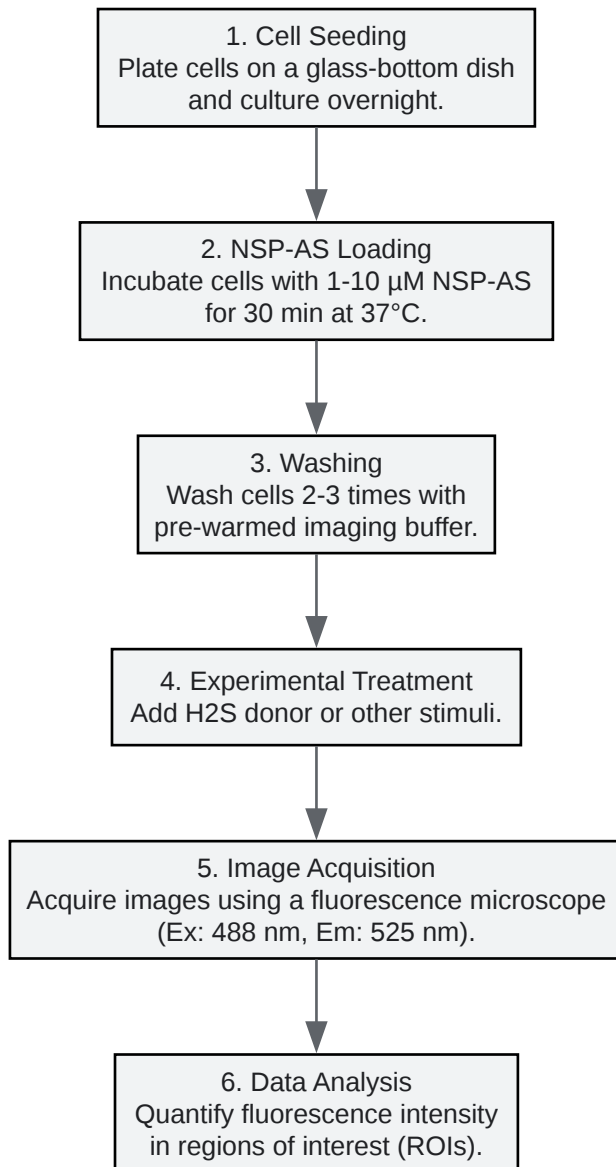 1. Cell Seeding
Plate cells on a glass-bottom dish
and culture overnight.
2. NSP-AS Loading
Incubate cells with 1-10 µM NSP-AS
for 30 min at 37°C.
3. Washing
Wash cells 2-3 times with
pre-warmed imaging buffer.
4. Experimental Treatment
Add H2S donor or other stimuli.
5. Image Acquisition
Acquire images using a fluorescence microscope
(Ex: 488 nm, Em: 525 nm).
6. Data Analysis
Quantify fluorescence intensity
in regions of interest (ROIs).